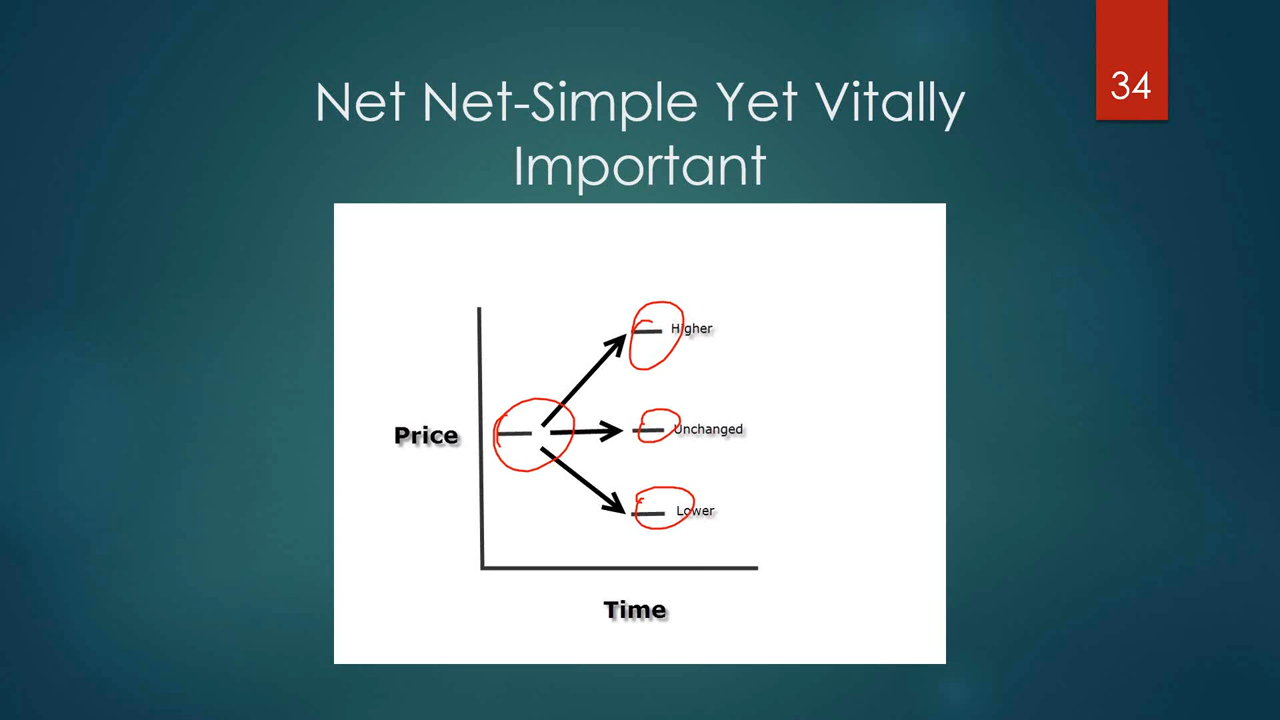 34
Net Net-Simple Yet Vitally
Important
Higher
Price
Unchanged
Lower
Time